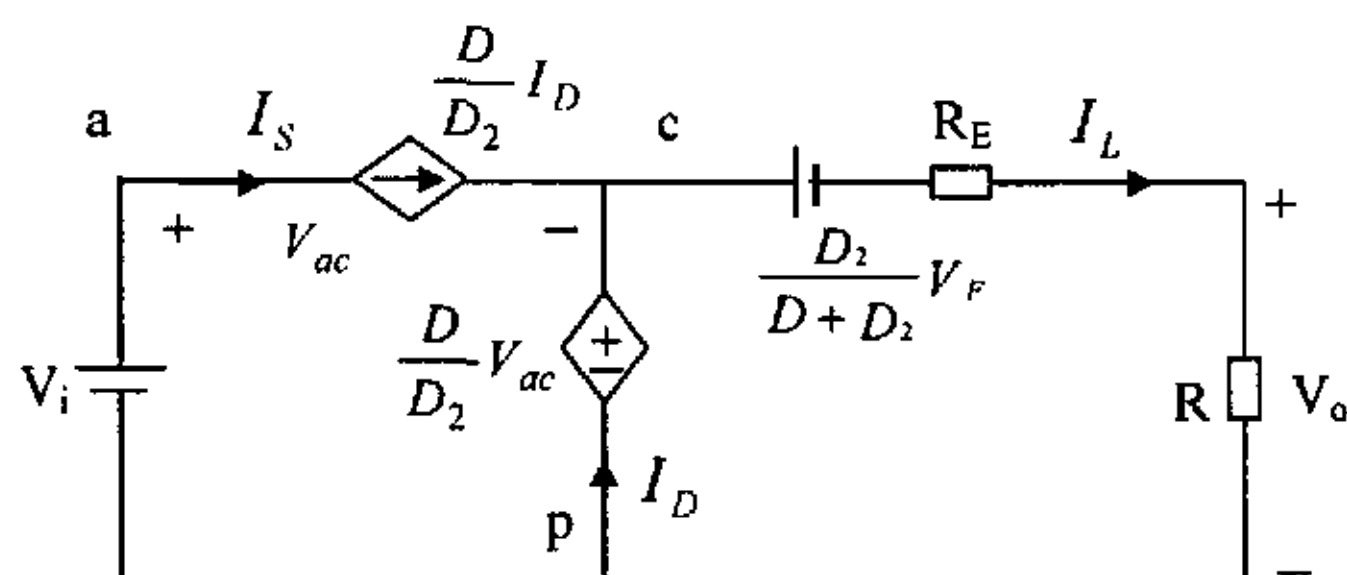 a
I_S
D/D_2 I_D
c
R_E
I_L
+
V_ac
−
D_2/(D + D_2) V_F
+
V_i
D/D_2 V_ac
+
−
R
V_o
p
I_D
−